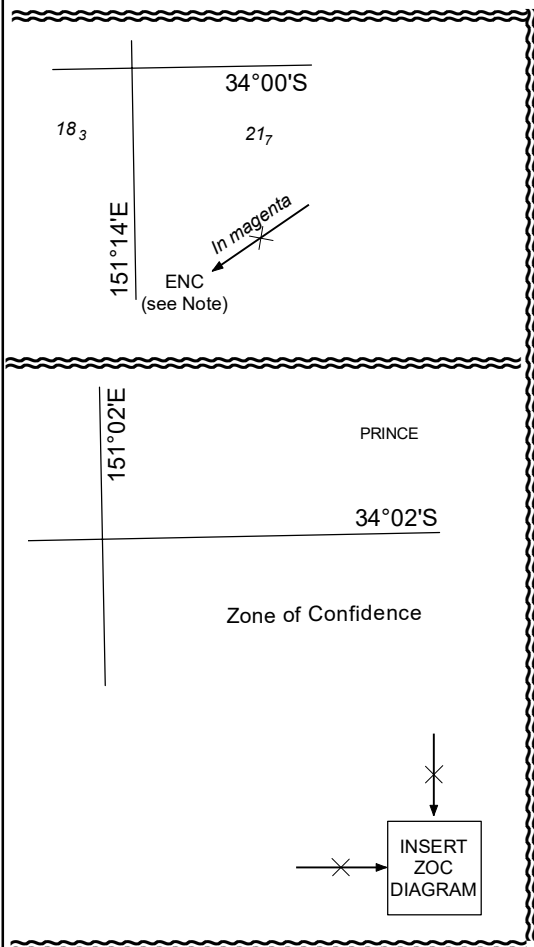 34°00'S
18₃
21₇
151°14'E
In magenta
ENC
(see Note)
151°02'E
PRINCE
34°02'S
Zone of Confidence
INSERT
ZOC
DIAGRAM